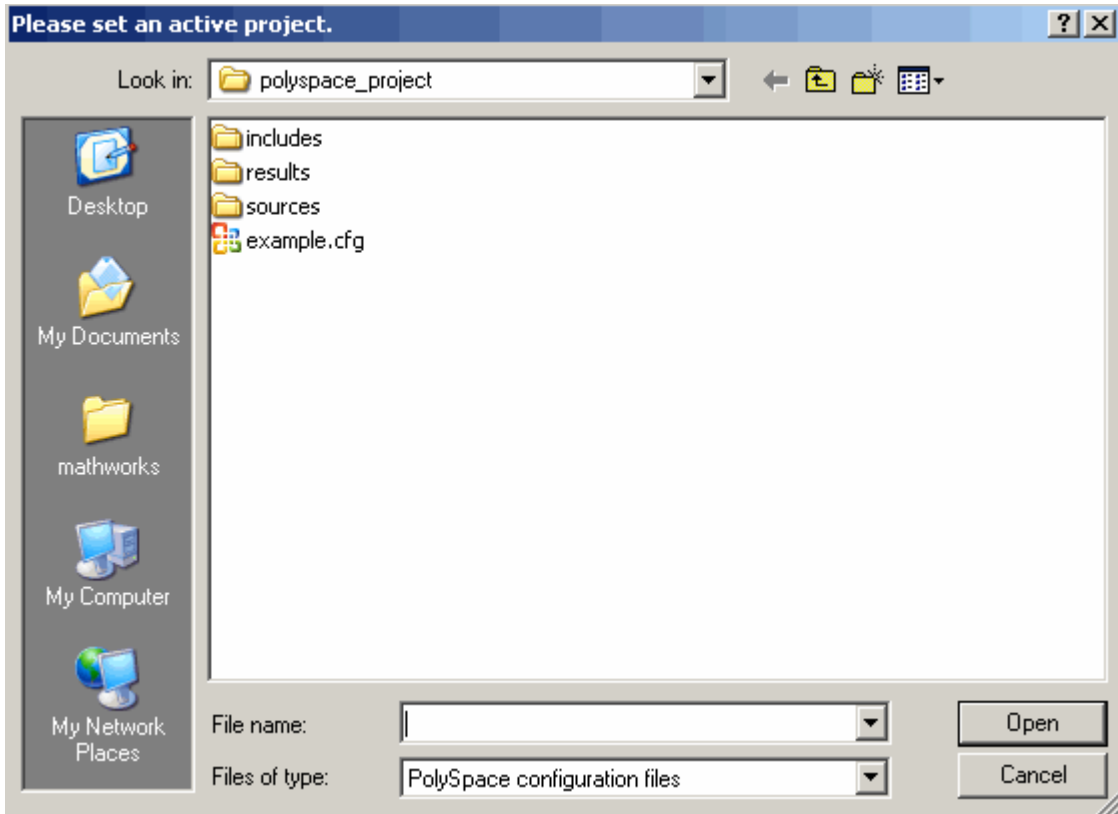 Please set an active project.
Look in:
polyspace_project
Desktop
My Documents
mathworks
My Computer
My Network
Places
includes
results
sources
example.cfg
File name:
Open
Files of type:
PolySpace configuration files
Cancel